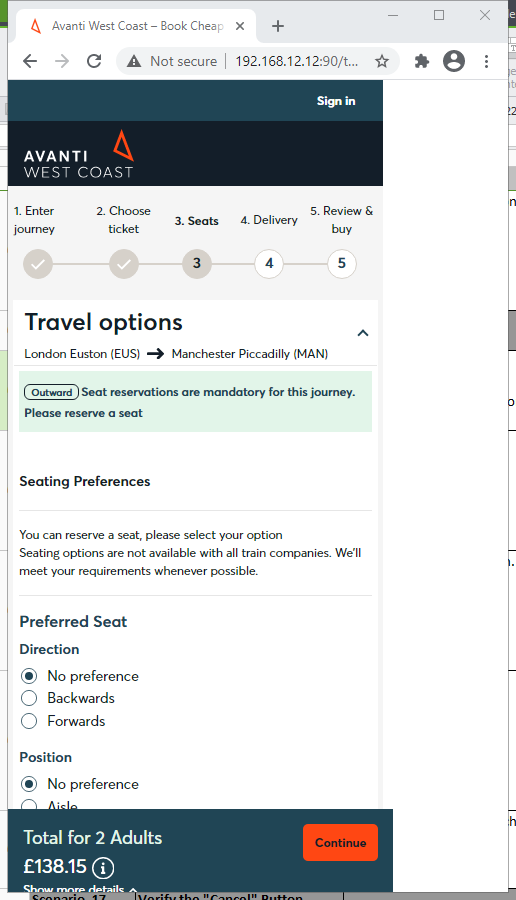 Avanti West Coast – Book Cheap
Not secure | 192.168.12.12:90/t...
Sign in
AVANTI
WEST COAST
1. Enter journey
2. Choose ticket
3. Seats
4. Delivery
5. Review & buy
3
4
5
Travel options
London Euston (EUS) → Manchester Piccadilly (MAN)
Outward Seat reservations are mandatory for this journey.
Please reserve a seat
Seating Preferences
You can reserve a seat, please select your option
Seating options are not available with all train companies. We'll
meet your requirements whenever possible.
Preferred Seat
Direction
No preference
Backwards
Forwards
Position
No preference
Aisle
Total for 2 Adults
£138.15
Continue
Show more details
Scenario 17 Verify the "Cancel" Button